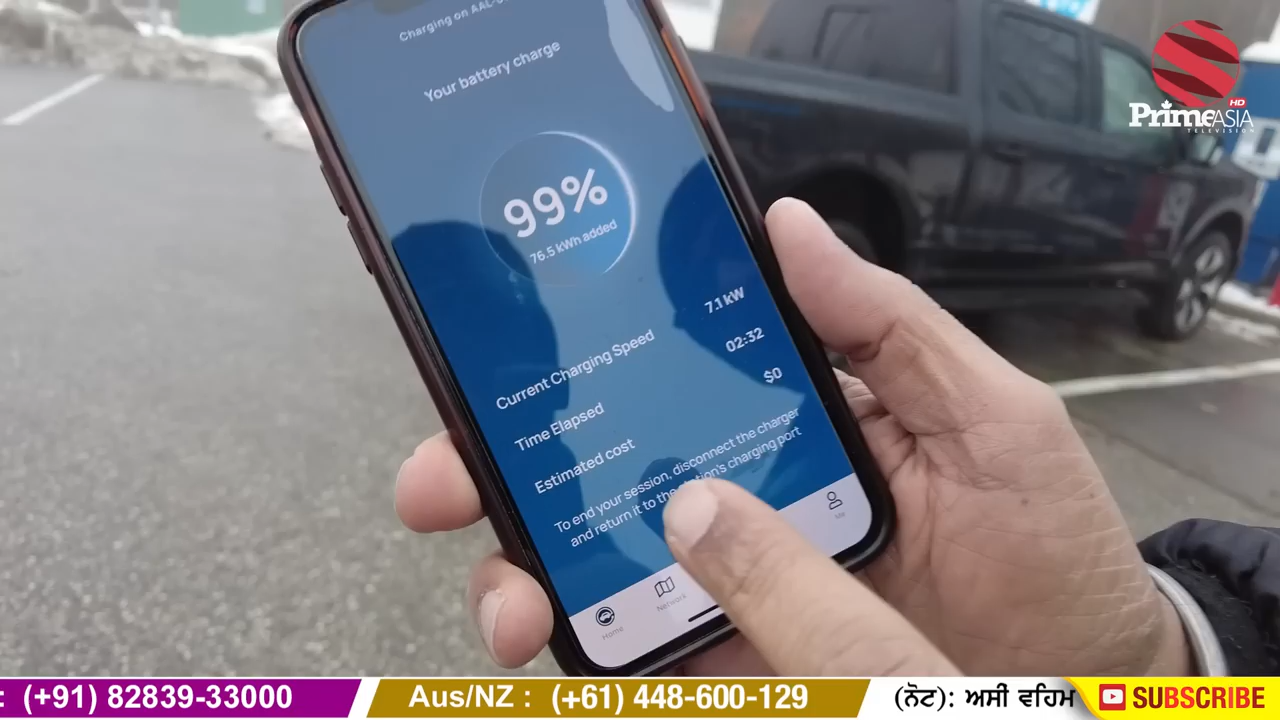 Charging on AAL-
Your battery charge
99%
76.5 kWh added
Current Charging Speed 7.1 kW
Time Elapsed 02:32
Estimated cost $0
To end your session, disconnect the charger
and return it to the station's charging port
Home Network Me
HD
PrimeASIA
TELEVISION
: (+91) 82839-33000 Aus/NZ : (+61) 448-600-129 (ਨੋਟ): ਅਸੀਂ ਵਹਿਮ SUBSCRIBE